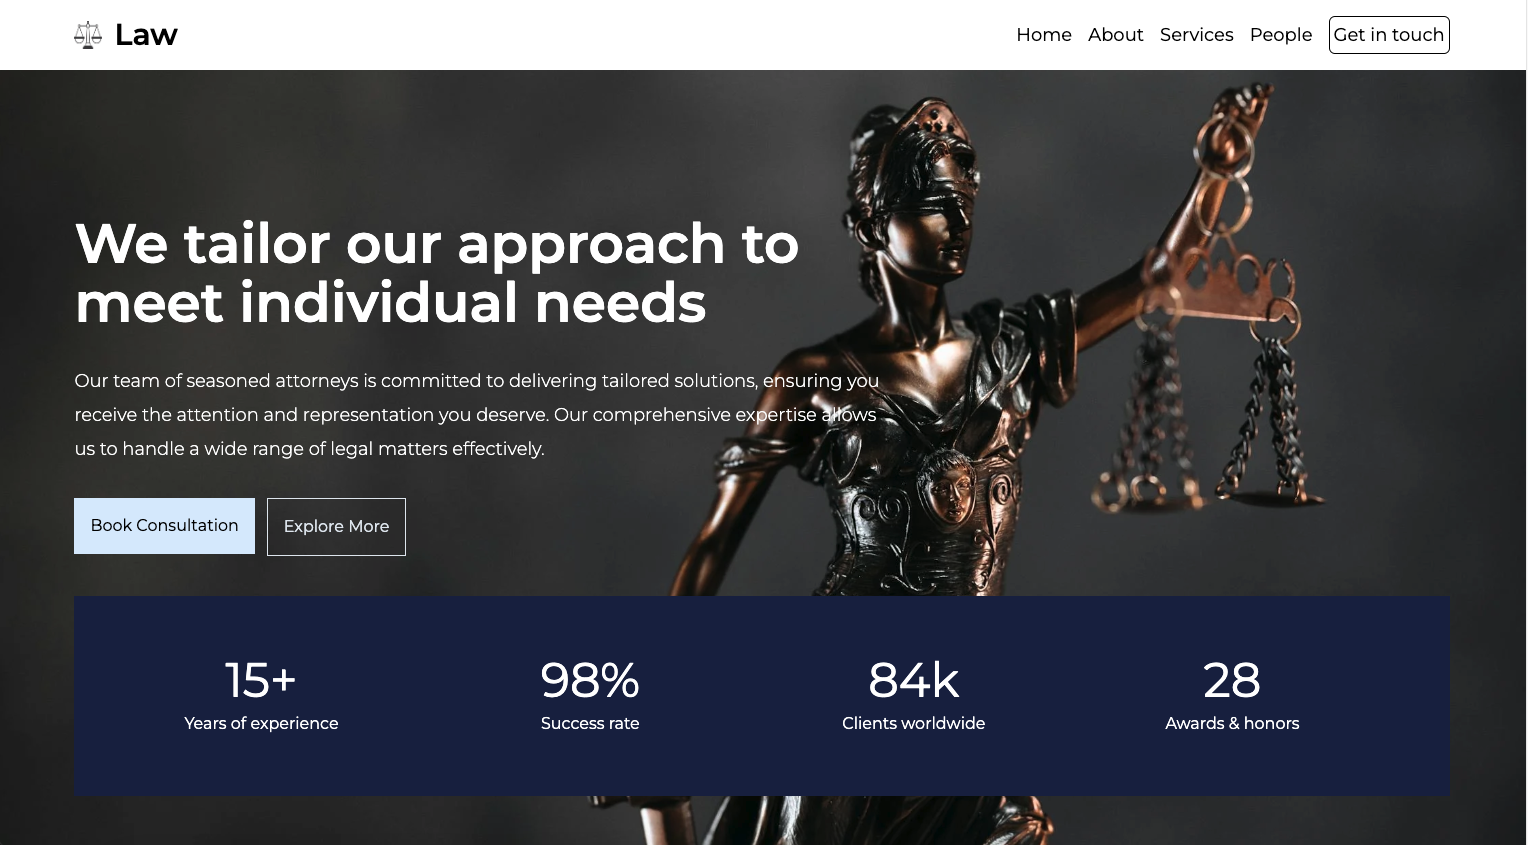 Law
Home About Services People Get in touch
We tailor our approach to
meet individual needs
Our team of seasoned attorneys is committed to delivering tailored solutions, ensuring you
receive the attention and representation you deserve. Our comprehensive expertise allows
us to handle a wide range of legal matters effectively.
Book Consultation Explore More
15+ 98% 84k 28
Years of experience Success rate Clients worldwide Awards & honors